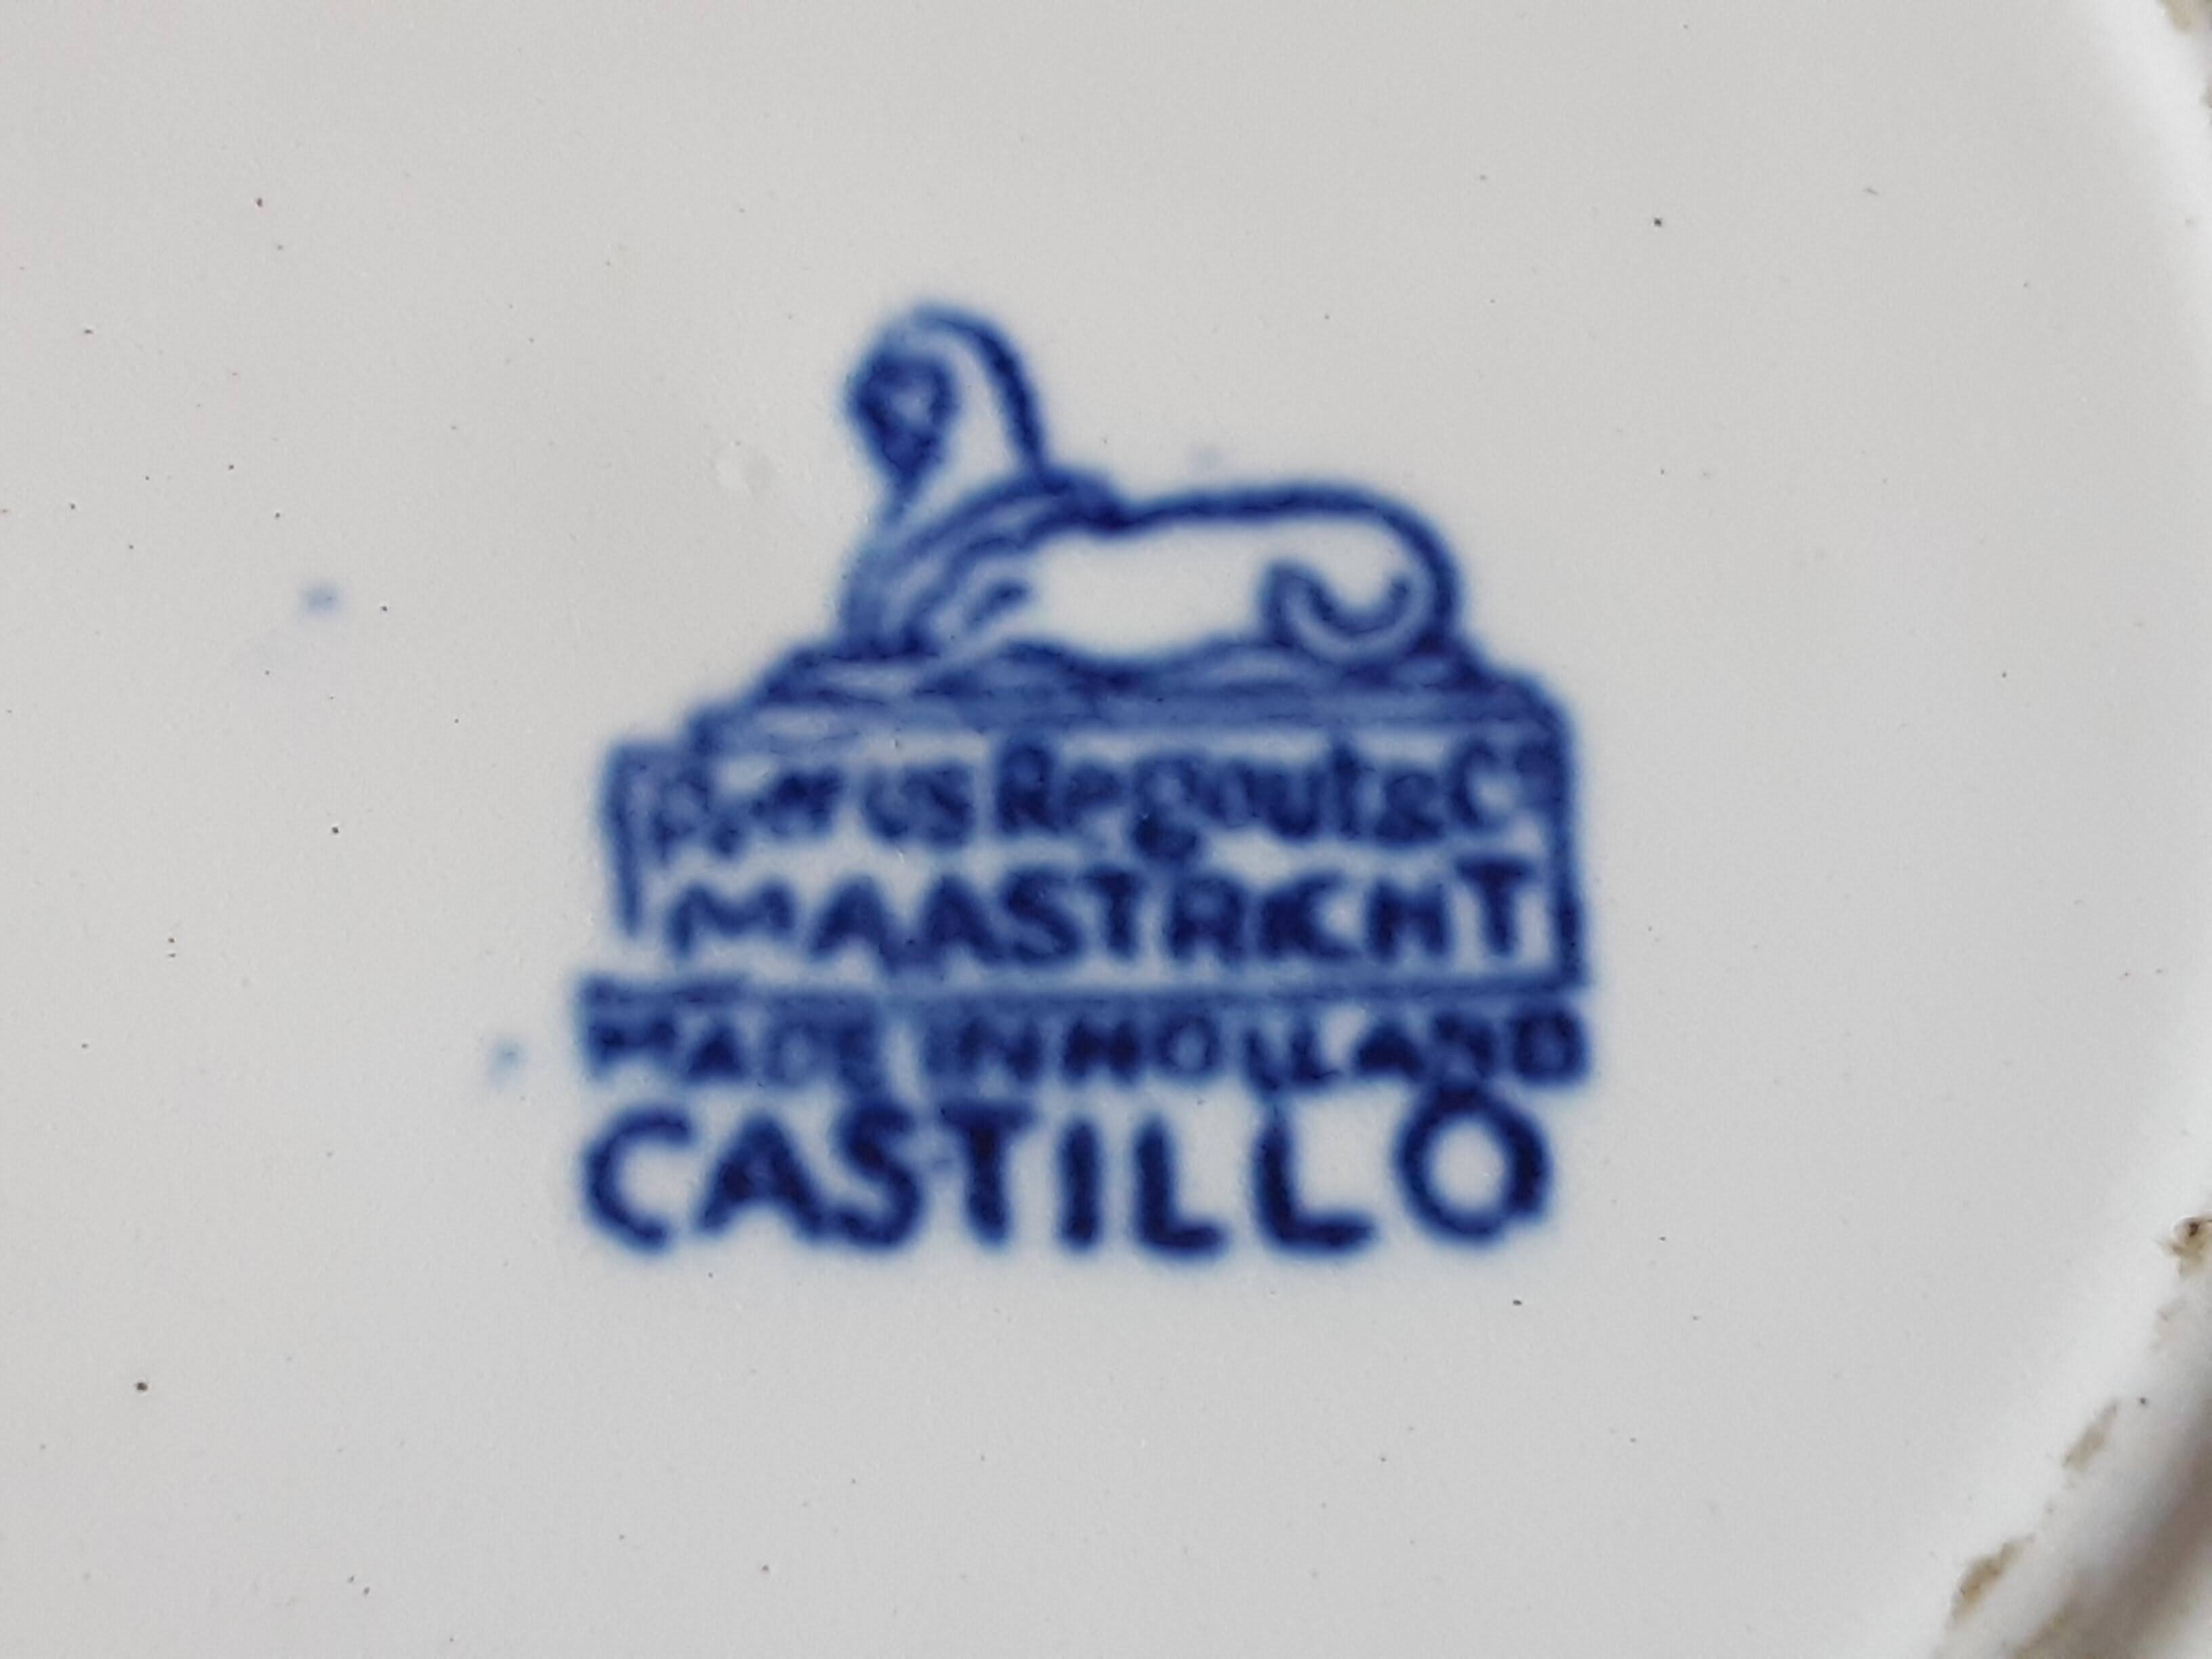 Petrus Regout & Co
MAASTRICHT
MADE IN HOLLAND
CASTILLO